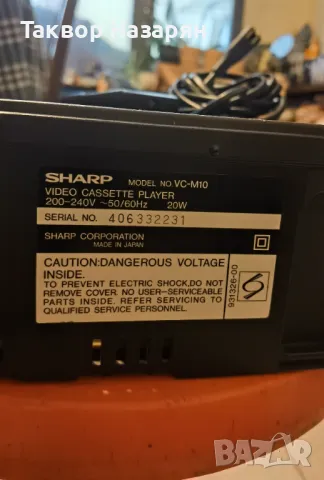 Таквор Назарян
SHARP MODEL NO VC-M10
VIDEO CASSETTE PLAYER
200-240V ~50/60Hz 20W
SERIAL NO. 406332231
SHARP CORPORATION
MADE IN JAPAN
CAUTION:DANGEROUS VOLTAGE
INSIDE.
TO PREVENT ELECTRIC SHOCK,DO NOT
REMOVE COVER. NO USER-SERVICEABLE
PARTS INSIDE. REFER SERVICING TO
QUALIFIED SERVICE PERSONNEL.
931326-00
BAZAR